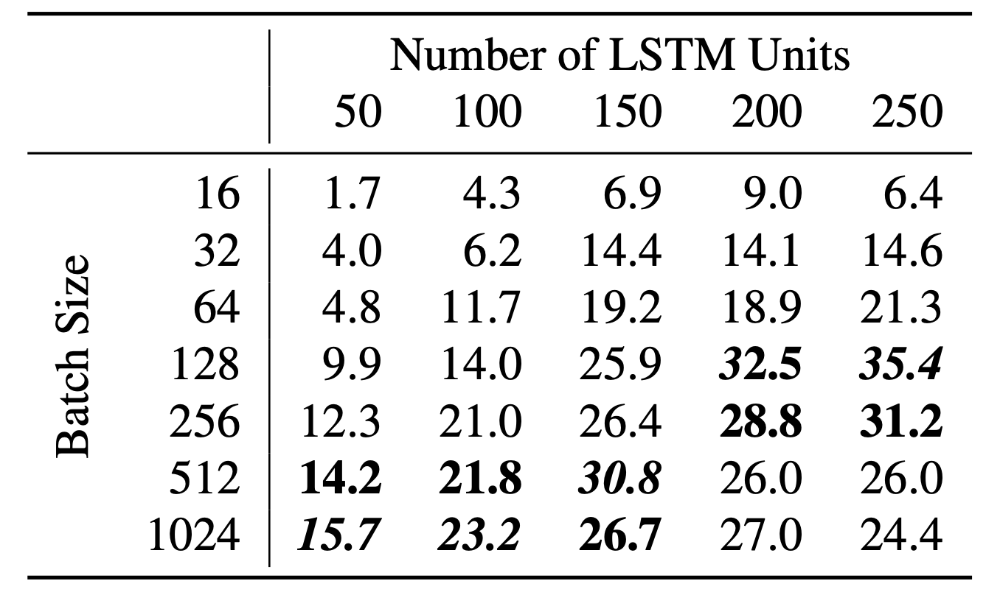 Number of LSTM Units
50 100 150 200 250
Batch Size
16 1.7 4.3 6.9 9.0 6.4
32 4.0 6.2 14.4 14.1 14.6
64 4.8 11.7 19.2 18.9 21.3
128 9.9 14.0 25.9 32.5 35.4
256 12.3 21.0 26.4 28.8 31.2
512 14.2 21.8 30.8 26.0 26.0
1024 15.7 23.2 26.7 27.0 24.4